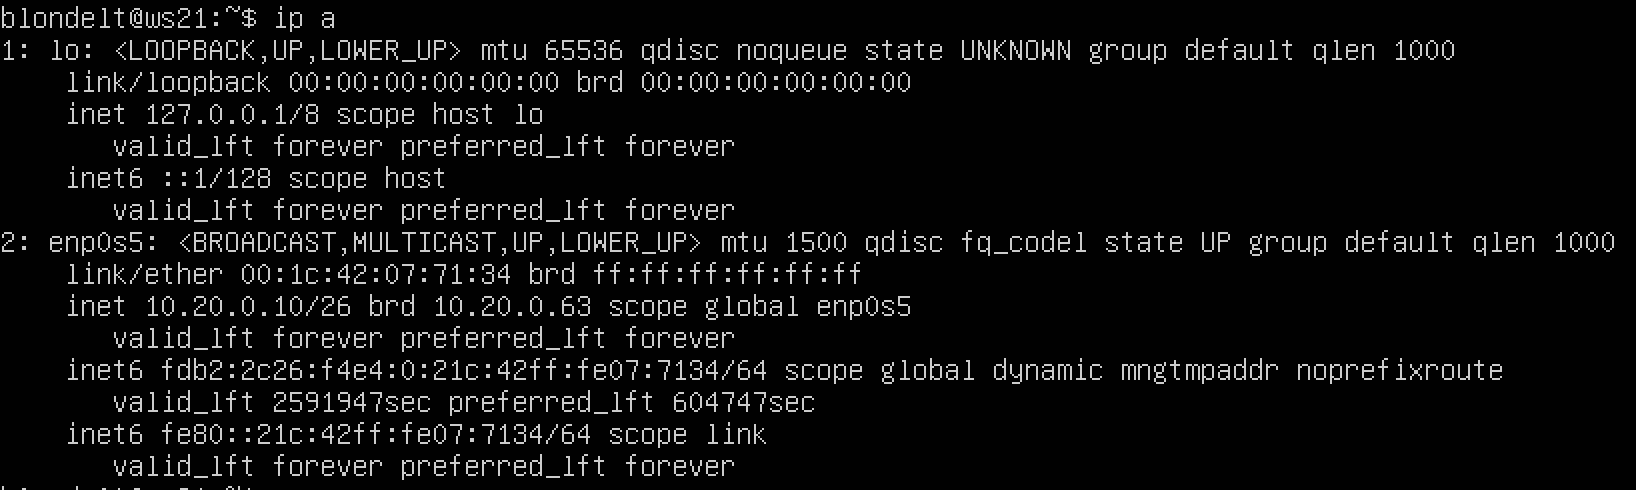 blondelt@ws21:~$ ip a
1: lo: <LOOPBACK,UP,LOWER_UP> mtu 65536 qdisc noqueue state UNKNOWN group default qlen 1000
    link/loopback 00:00:00:00:00:00 brd 00:00:00:00:00:00
    inet 127.0.0.1/8 scope host lo
       valid_lft forever preferred_lft forever
    inet6 ::1/128 scope host
       valid_lft forever preferred_lft forever
2: enp0s5: <BROADCAST,MULTICAST,UP,LOWER_UP> mtu 1500 qdisc fq_codel state UP group default qlen 1000
    link/ether 00:1c:42:07:71:34 brd ff:ff:ff:ff:ff:ff
    inet 10.20.0.10/26 brd 10.20.0.63 scope global enp0s5
       valid_lft forever preferred_lft forever
    inet6 fdb2:2c26:f4e4:0:21c:42ff:fe07:7134/64 scope global dynamic mngtmpaddr noprefixroute
       valid_lft 2591947sec preferred_lft 604747sec
    inet6 fe80::21c:42ff:fe07:7134/64 scope link
       valid_lft forever preferred_lft forever